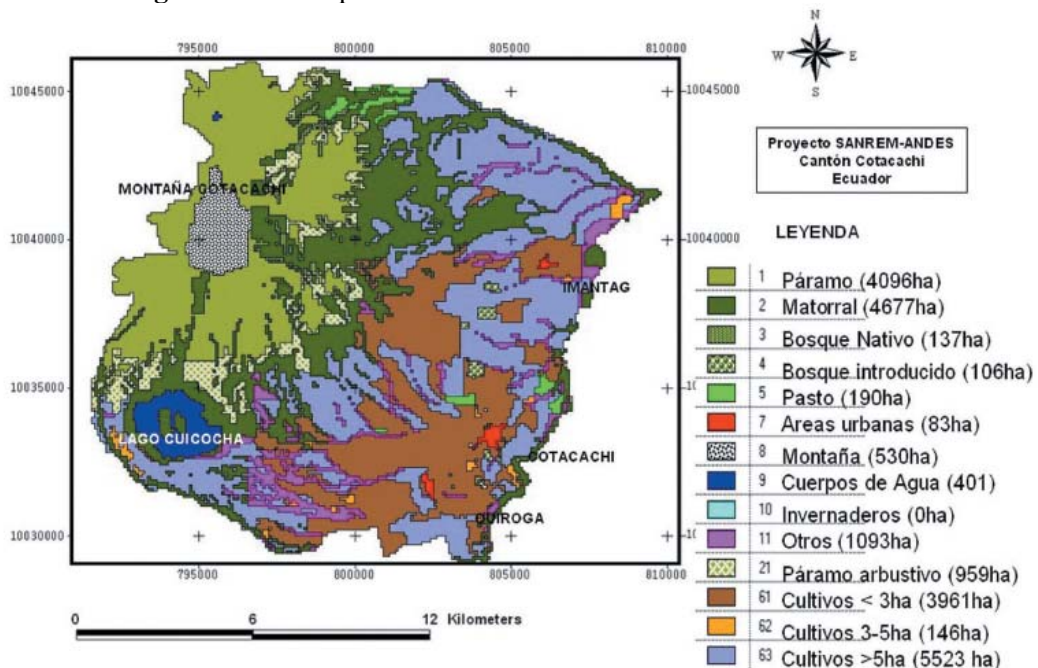 795000 800000 805000 810000
N
W E
S
10045000 10045000
Proyecto SANREM-ANDES
Cantón Cotacachi
Ecuador
MONTAÑA COTACACHI
10040000 10040000
LEYENDA
IMANTAG
1 Páramo (4096ha)
2 Matorral (4677ha)
3 Bosque Nativo (137ha)
10035000
4 Bosque introducido (106ha)
5 Pasto (190ha)
7 Areas urbanas (83ha)
LAGO CUICOCHA
COTACACHI
8 Montaña (530ha)
9 Cuerpos de Agua (401)
QUIROGA
10030000
10 Invernaderos (0ha)
11 Otros (1093ha)
795000 800000 805000 810000
21 Páramo arbustivo (959ha)
61 Cultivos < 3ha (3961ha)
0 6 12 Kilometers
62 Cultivos 3-5ha (146ha)
63 Cultivos >5ha (5523 ha)